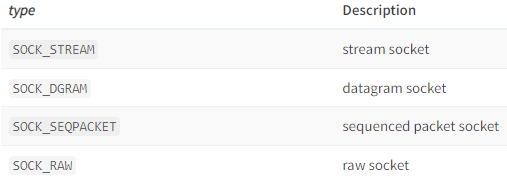 type Description
SOCK_STREAM stream socket
SOCK_DGRAM datagram socket
SOCK_SEQPACKET sequenced packet socket
SOCK_RAW raw socket